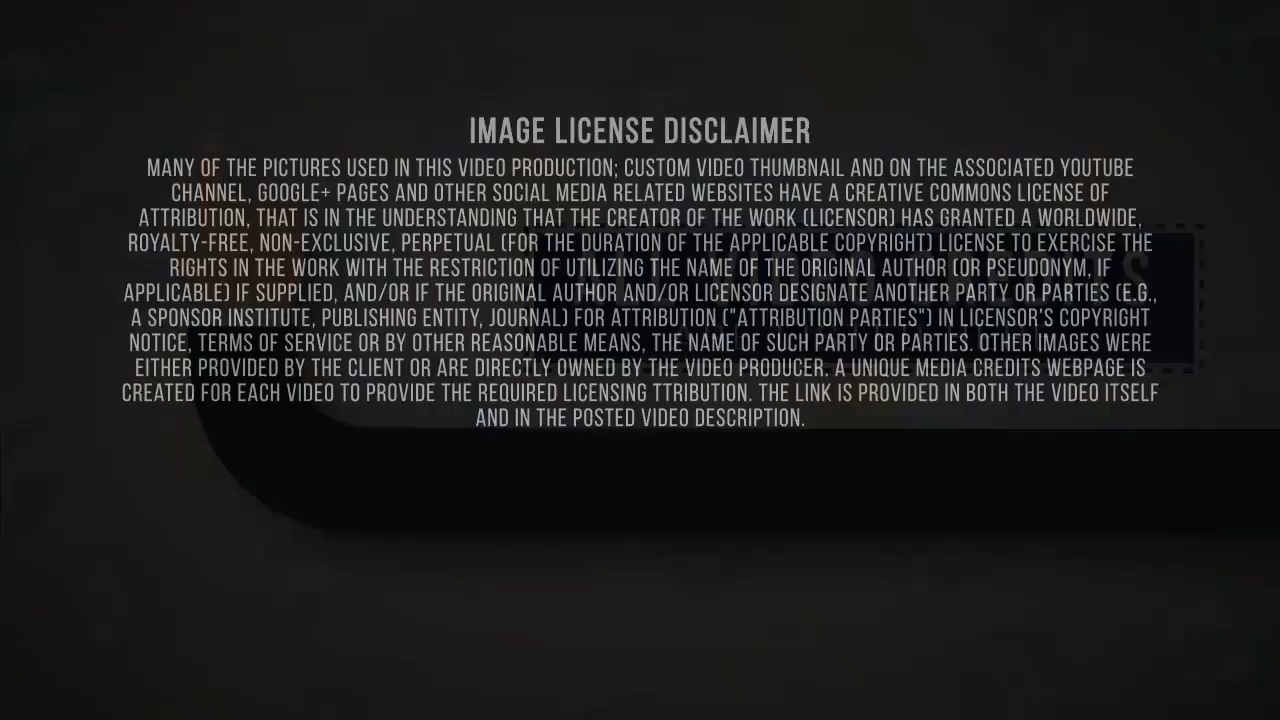 IMAGE LICENSE DISCLAIMER
MANY OF THE PICTURES USED IN THIS VIDEO PRODUCTION; CUSTOM VIDEO THUMBNAIL AND ON THE ASSOCIATED YOUTUBE
CHANNEL, GOOGLE+ PAGES AND OTHER SOCIAL MEDIA RELATED WEBSITES HAVE A CREATIVE COMMONS LICENSE OF
ATTRIBUTION, THAT IS IN THE UNDERSTANDING THAT THE CREATOR OF THE WORK (LICENSOR) HAS GRANTED A WORLDWIDE,
ROYALTY-FREE, NON-EXCLUSIVE, PERPETUAL (FOR THE DURATION OF THE APPLICABLE COPYRIGHT) LICENSE TO EXERCISE THE
RIGHTS IN THE WORK WITH THE RESTRICTION OF UTILIZING THE NAME OF THE ORIGINAL AUTHOR (OR PSEUDONYM, IF
APPLICABLE) IF SUPPLIED, AND/OR IF THE ORIGINAL AUTHOR AND/OR LICENSOR DESIGNATE ANOTHER PARTY OR PARTIES (E.G.,
A SPONSOR INSTITUTE, PUBLISHING ENTITY, JOURNAL) FOR ATTRIBUTION ("ATTRIBUTION PARTIES") IN LICENSOR'S COPYRIGHT
NOTICE, TERMS OF SERVICE OR BY OTHER REASONABLE MEANS, THE NAME OF SUCH PARTY OR PARTIES. OTHER IMAGES WERE
EITHER PROVIDED BY THE CLIENT OR ARE DIRECTLY OWNED BY THE VIDEO PRODUCER. A UNIQUE MEDIA CREDITS WEBPAGE IS
CREATED FOR EACH VIDEO TO PROVIDE THE REQUIRED LICENSING TTRIBUTION. THE LINK IS PROVIDED IN BOTH THE VIDEO ITSELF
AND IN THE POSTED VIDEO DESCRIPTION.